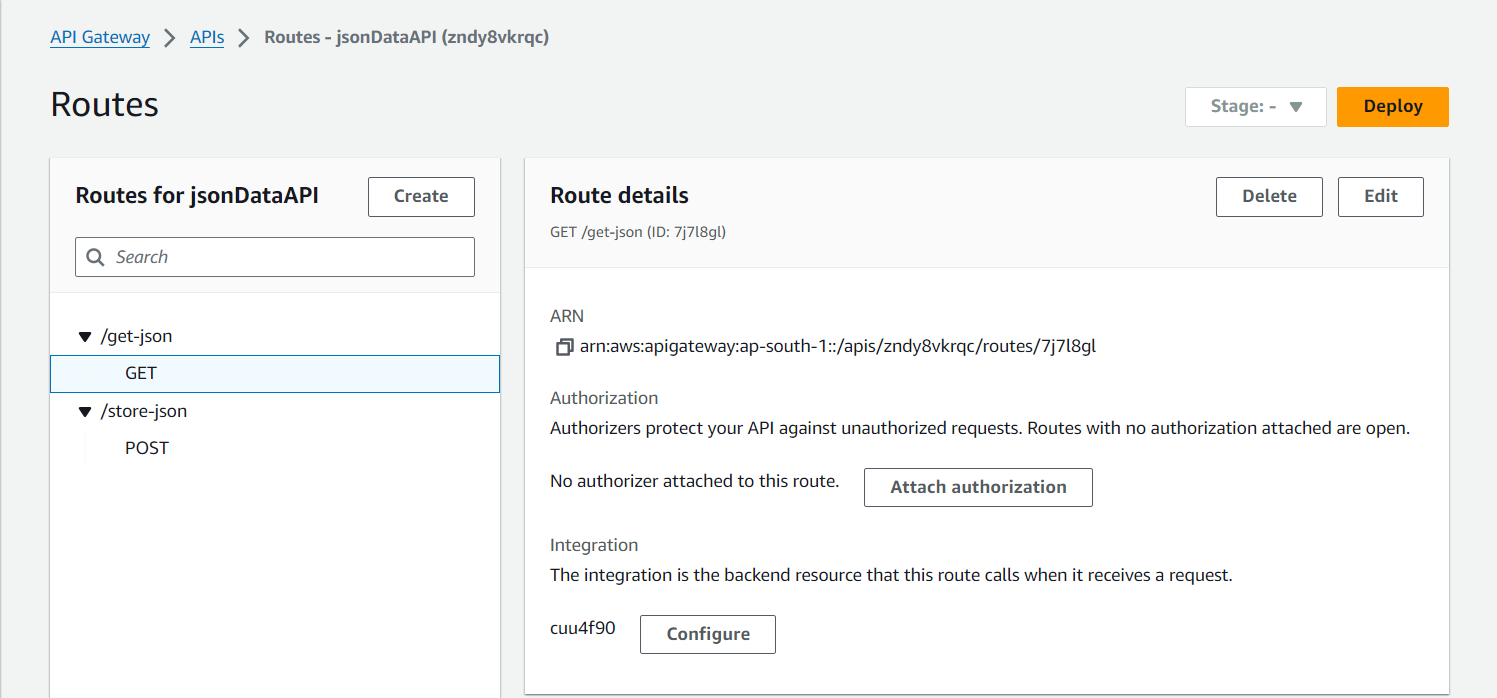 API Gateway > APIs > Routes - jsonDataAPI (zndy8vkrqc)
Routes
Stage: - ▼
Deploy
Routes for jsonDataAPI
Create
Search
▼ /get-json
GET
▼ /store-json
POST
Route details
Delete
Edit
GET /get-json (ID: 7j7l8gl)
ARN
arn:aws:apigateway:ap-south-1::/apis/zndy8vkrqc/routes/7j7l8gl
Authorization
Authorizers protect your API against unauthorized requests. Routes with no authorization attached are open.
No authorizer attached to this route.
Attach authorization
Integration
The integration is the backend resource that this route calls when it receives a request.
cuu4f90
Configure